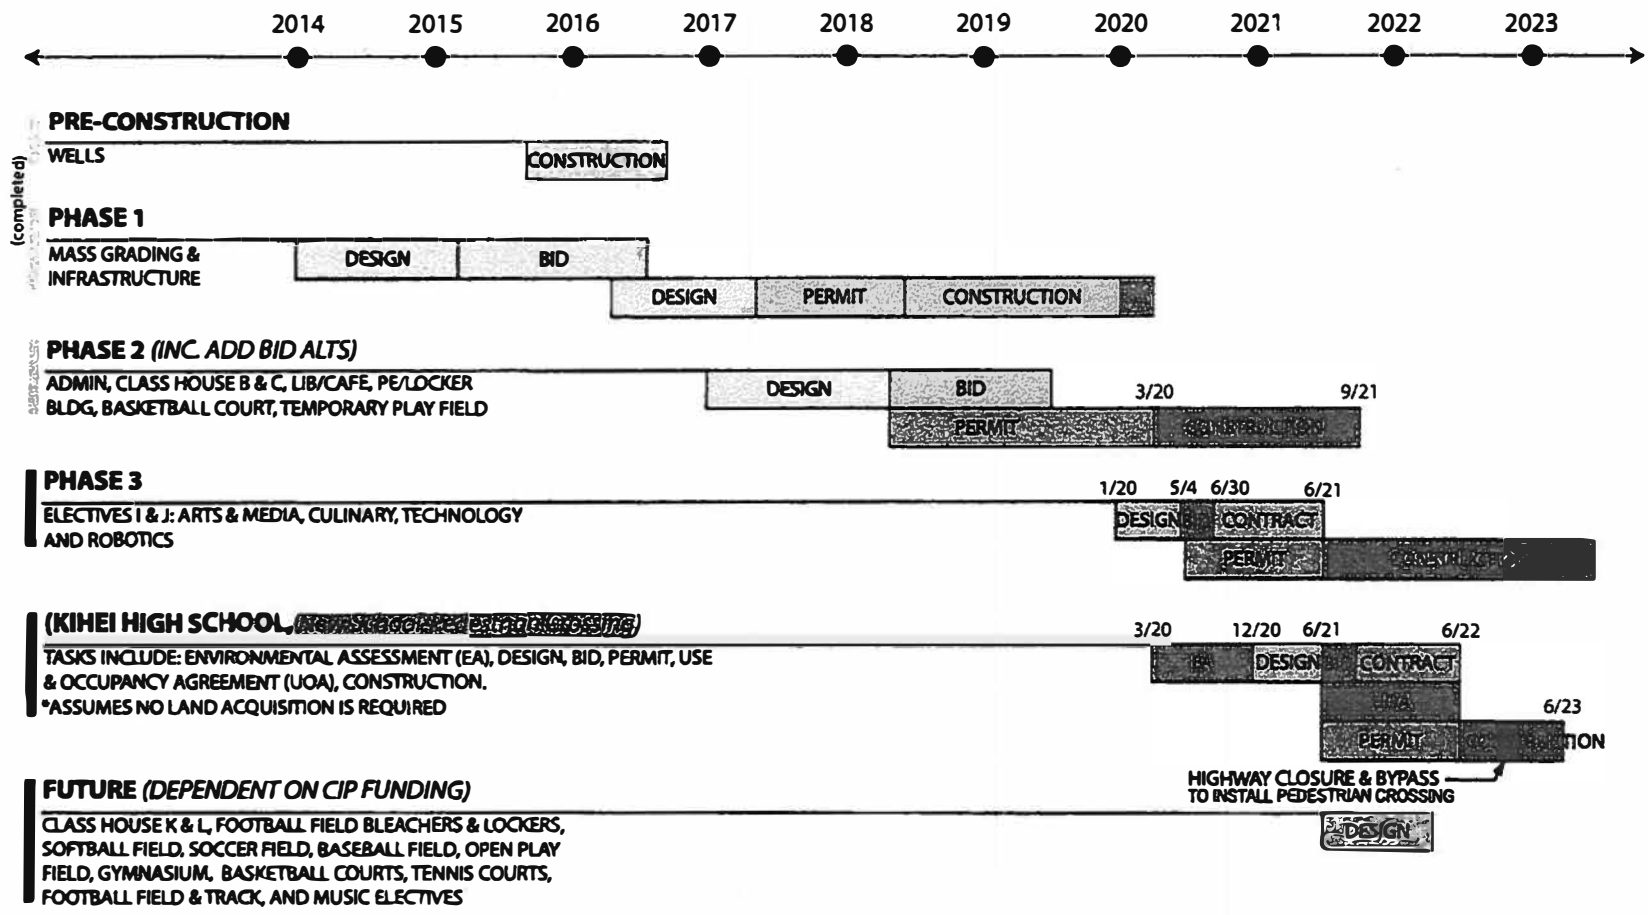 2014 2015 2016 2017 2018 2019 2020 2021 2022 2023
(completed)
PRE-CONSTRUCTION
WELLS
CONSTRUCTION
PHASE 1
MASS GRADING &
INFRASTRUCTURE
DESIGN BID
DESIGN PERMIT CONSTRUCTION
PHASE 2 (INC. ADD BID ALTS)
ADMIN, CLASS HOUSE B & C, LIB/CAFE, PE/LOCKER
BLDG, BASKETBALL COURT, TEMPORARY PLAY FIELD
DESIGN BID
3/20 9/21
PERMIT CONSTRUCTION
PHASE 3
ELECTIVES I & J: ARTS & MEDIA, CULINARY, TECHNOLOGY
AND ROBOTICS
1/20 5/4 6/30 6/21
DESIGN CONTRACT
PERMIT
(KIHEI HIGH SCHOOL,
TASKS INCLUDE: ENVIRONMENTAL ASSESSMENT (EA), DESIGN, BID, PERMIT, USE
& OCCUPANCY AGREEMENT (UOA), CONSTRUCTION.
*ASSUMES NO LAND ACQUISITION IS REQUIRED
3/20 12/20 6/21 6/22
EA DESIGN CONTRACT
UOA
6/23
PERMIT
HIGHWAY CLOSURE & BYPASS
TO INSTALL PEDESTRIAN CROSSING
FUTURE (DEPENDENT ON CIP FUNDING)
CLASS HOUSE K & L, FOOTBALL FIELD BLEACHERS & LOCKERS,
SOFTBALL FIELD, SOCCER FIELD, BASEBALL FIELD, OPEN PLAY
FIELD, GYMNASIUM, BASKETBALL COURTS, TENNIS COURTS,
FOOTBALL FIELD & TRACK, AND MUSIC ELECTIVES
DESIGN